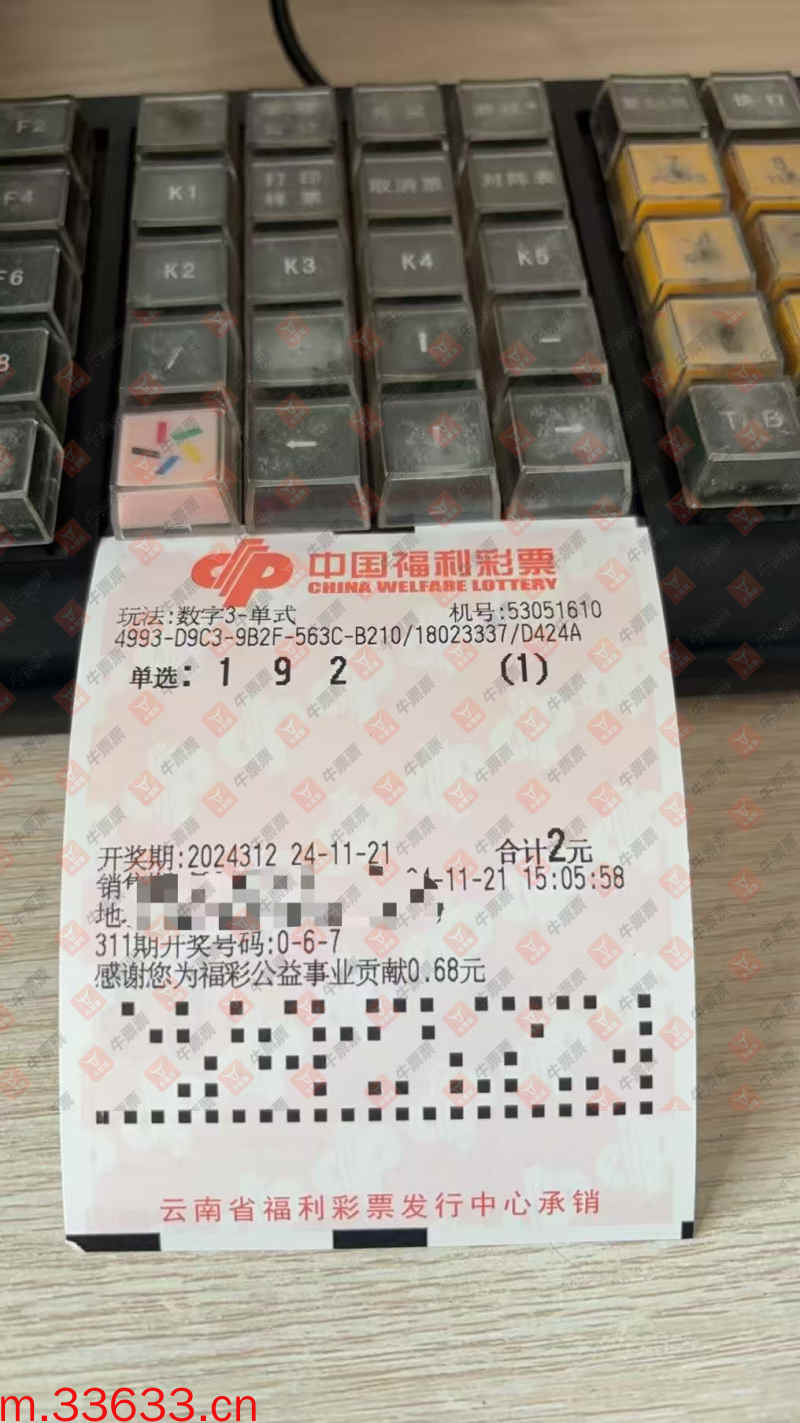 F2
F4
K1
打印
样票
取消票
对阵表
F6
K2
K3
K4
K5
中国福利彩票
CHINA WELFARE LOTTERY
玩法:数字3-单式 机号:53051610
4993-D9C3-9B2F-563C-B210/18023337/D424A
单选: 1 9 2 (1)
开奖期:2024312 24-11-21 合计2元
-11-21 15:05:58
地
311期开奖号码:0-6-7
感谢您为福彩公益事业贡献0.68元
云南省福利彩票发行中心承销
m.33633.cn
牛票票